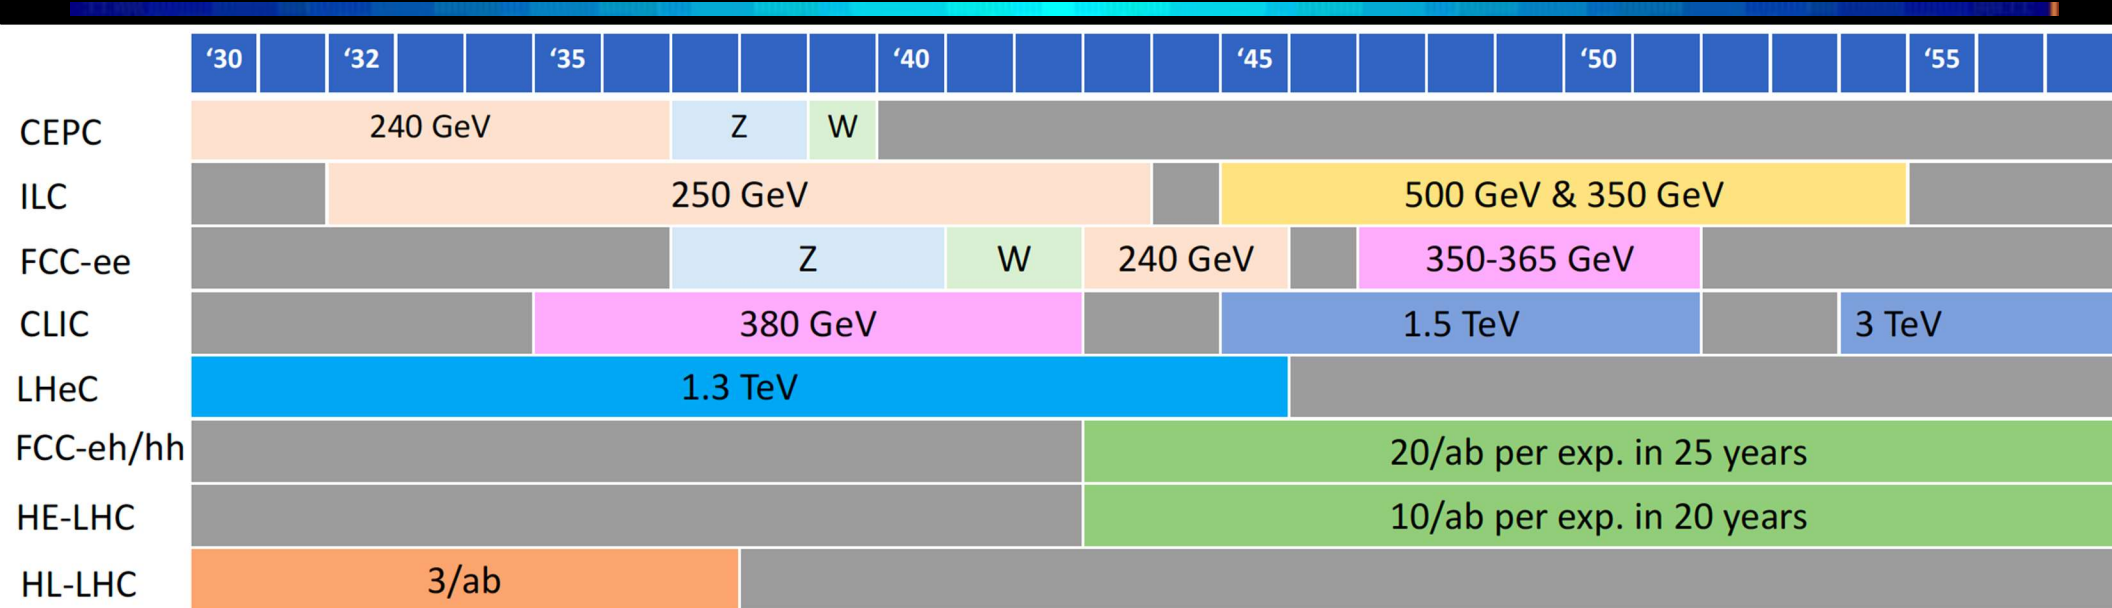 ‘30 ‘32 ‘35 ‘40 ‘45 ‘50 ‘55
CEPC 240 GeV Z W
ILC 250 GeV 500 GeV & 350 GeV
FCC-ee Z W 240 GeV 350-365 GeV
CLIC 380 GeV 1.5 TeV 3 TeV
LHeC 1.3 TeV
FCC-eh/hh 20/ab per exp. in 25 years
HE-LHC 10/ab per exp. in 20 years
HL-LHC 3/ab